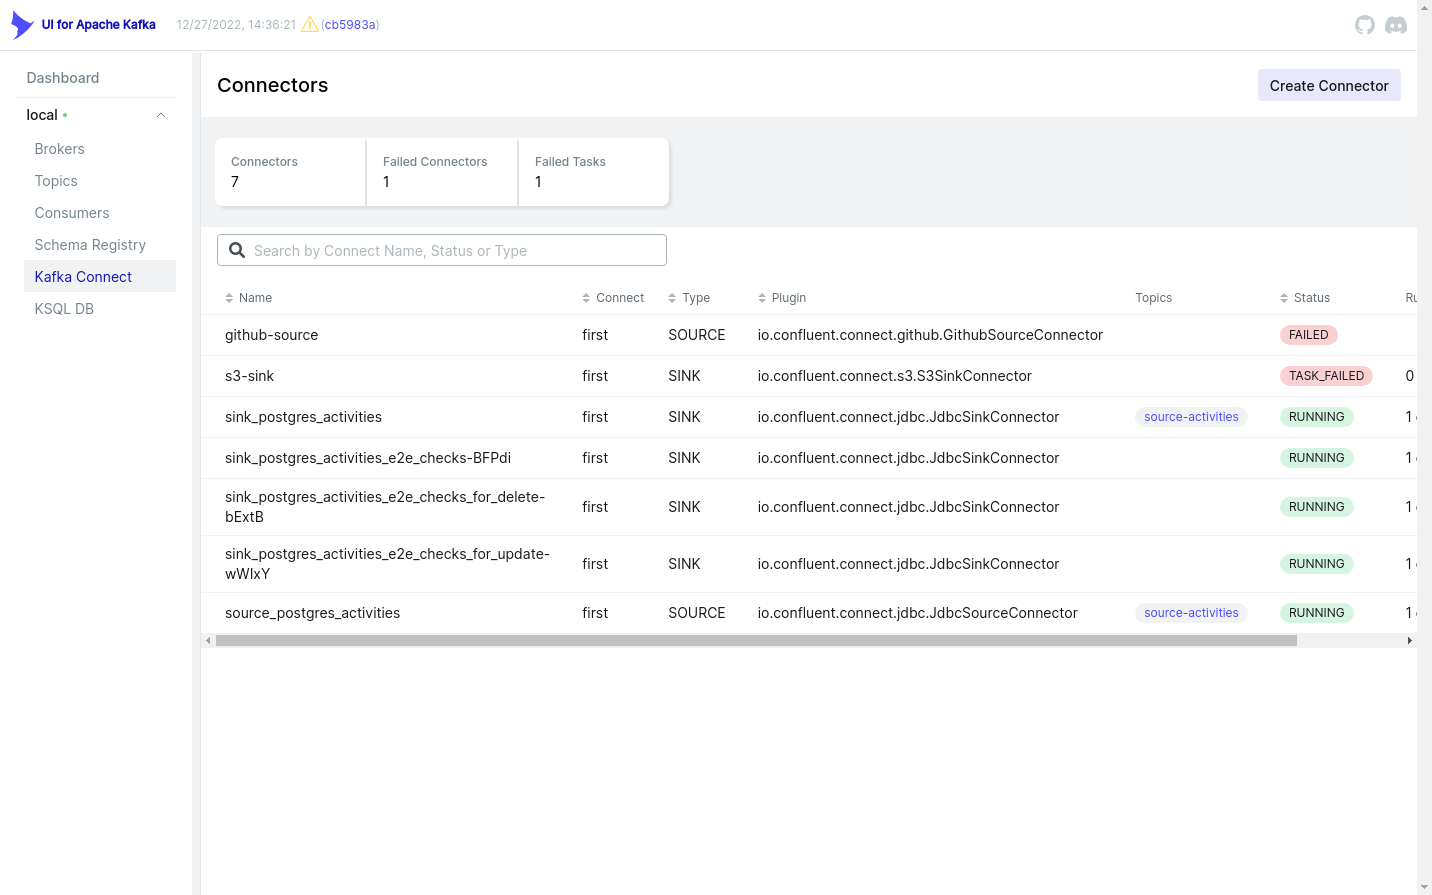 UI for Apache Kafka 12/27/2022, 14:36:21 (cb5983a)
Dashboard
local
Brokers
Topics
Consumers
Schema Registry
Kafka Connect
KSQL DB
Connectors Create Connector
Connectors Failed Connectors Failed Tasks
7 1 1
Search by Connect Name, Status or Type
Name Connect Type Plugin Topics Status
github-source first SOURCE io.confluent.connect.github.GithubSourceConnector FAILED
s3-sink first SINK io.confluent.connect.s3.S3SinkConnector TASK_FAILED 0
sink_postgres_activities first SINK io.confluent.connect.jdbc.JdbcSinkConnector source-activities RUNNING 1
sink_postgres_activities_e2e_checks-BFPdi first SINK io.confluent.connect.jdbc.JdbcSinkConnector RUNNING 1
sink_postgres_activities_e2e_checks_for_delete-
bExtB first SINK io.confluent.connect.jdbc.JdbcSinkConnector RUNNING 1
sink_postgres_activities_e2e_checks_for_update-
wWIxY first SINK io.confluent.connect.jdbc.JdbcSinkConnector RUNNING 1
source_postgres_activities first SOURCE io.confluent.connect.jdbc.JdbcSourceConnector source-activities RUNNING 1